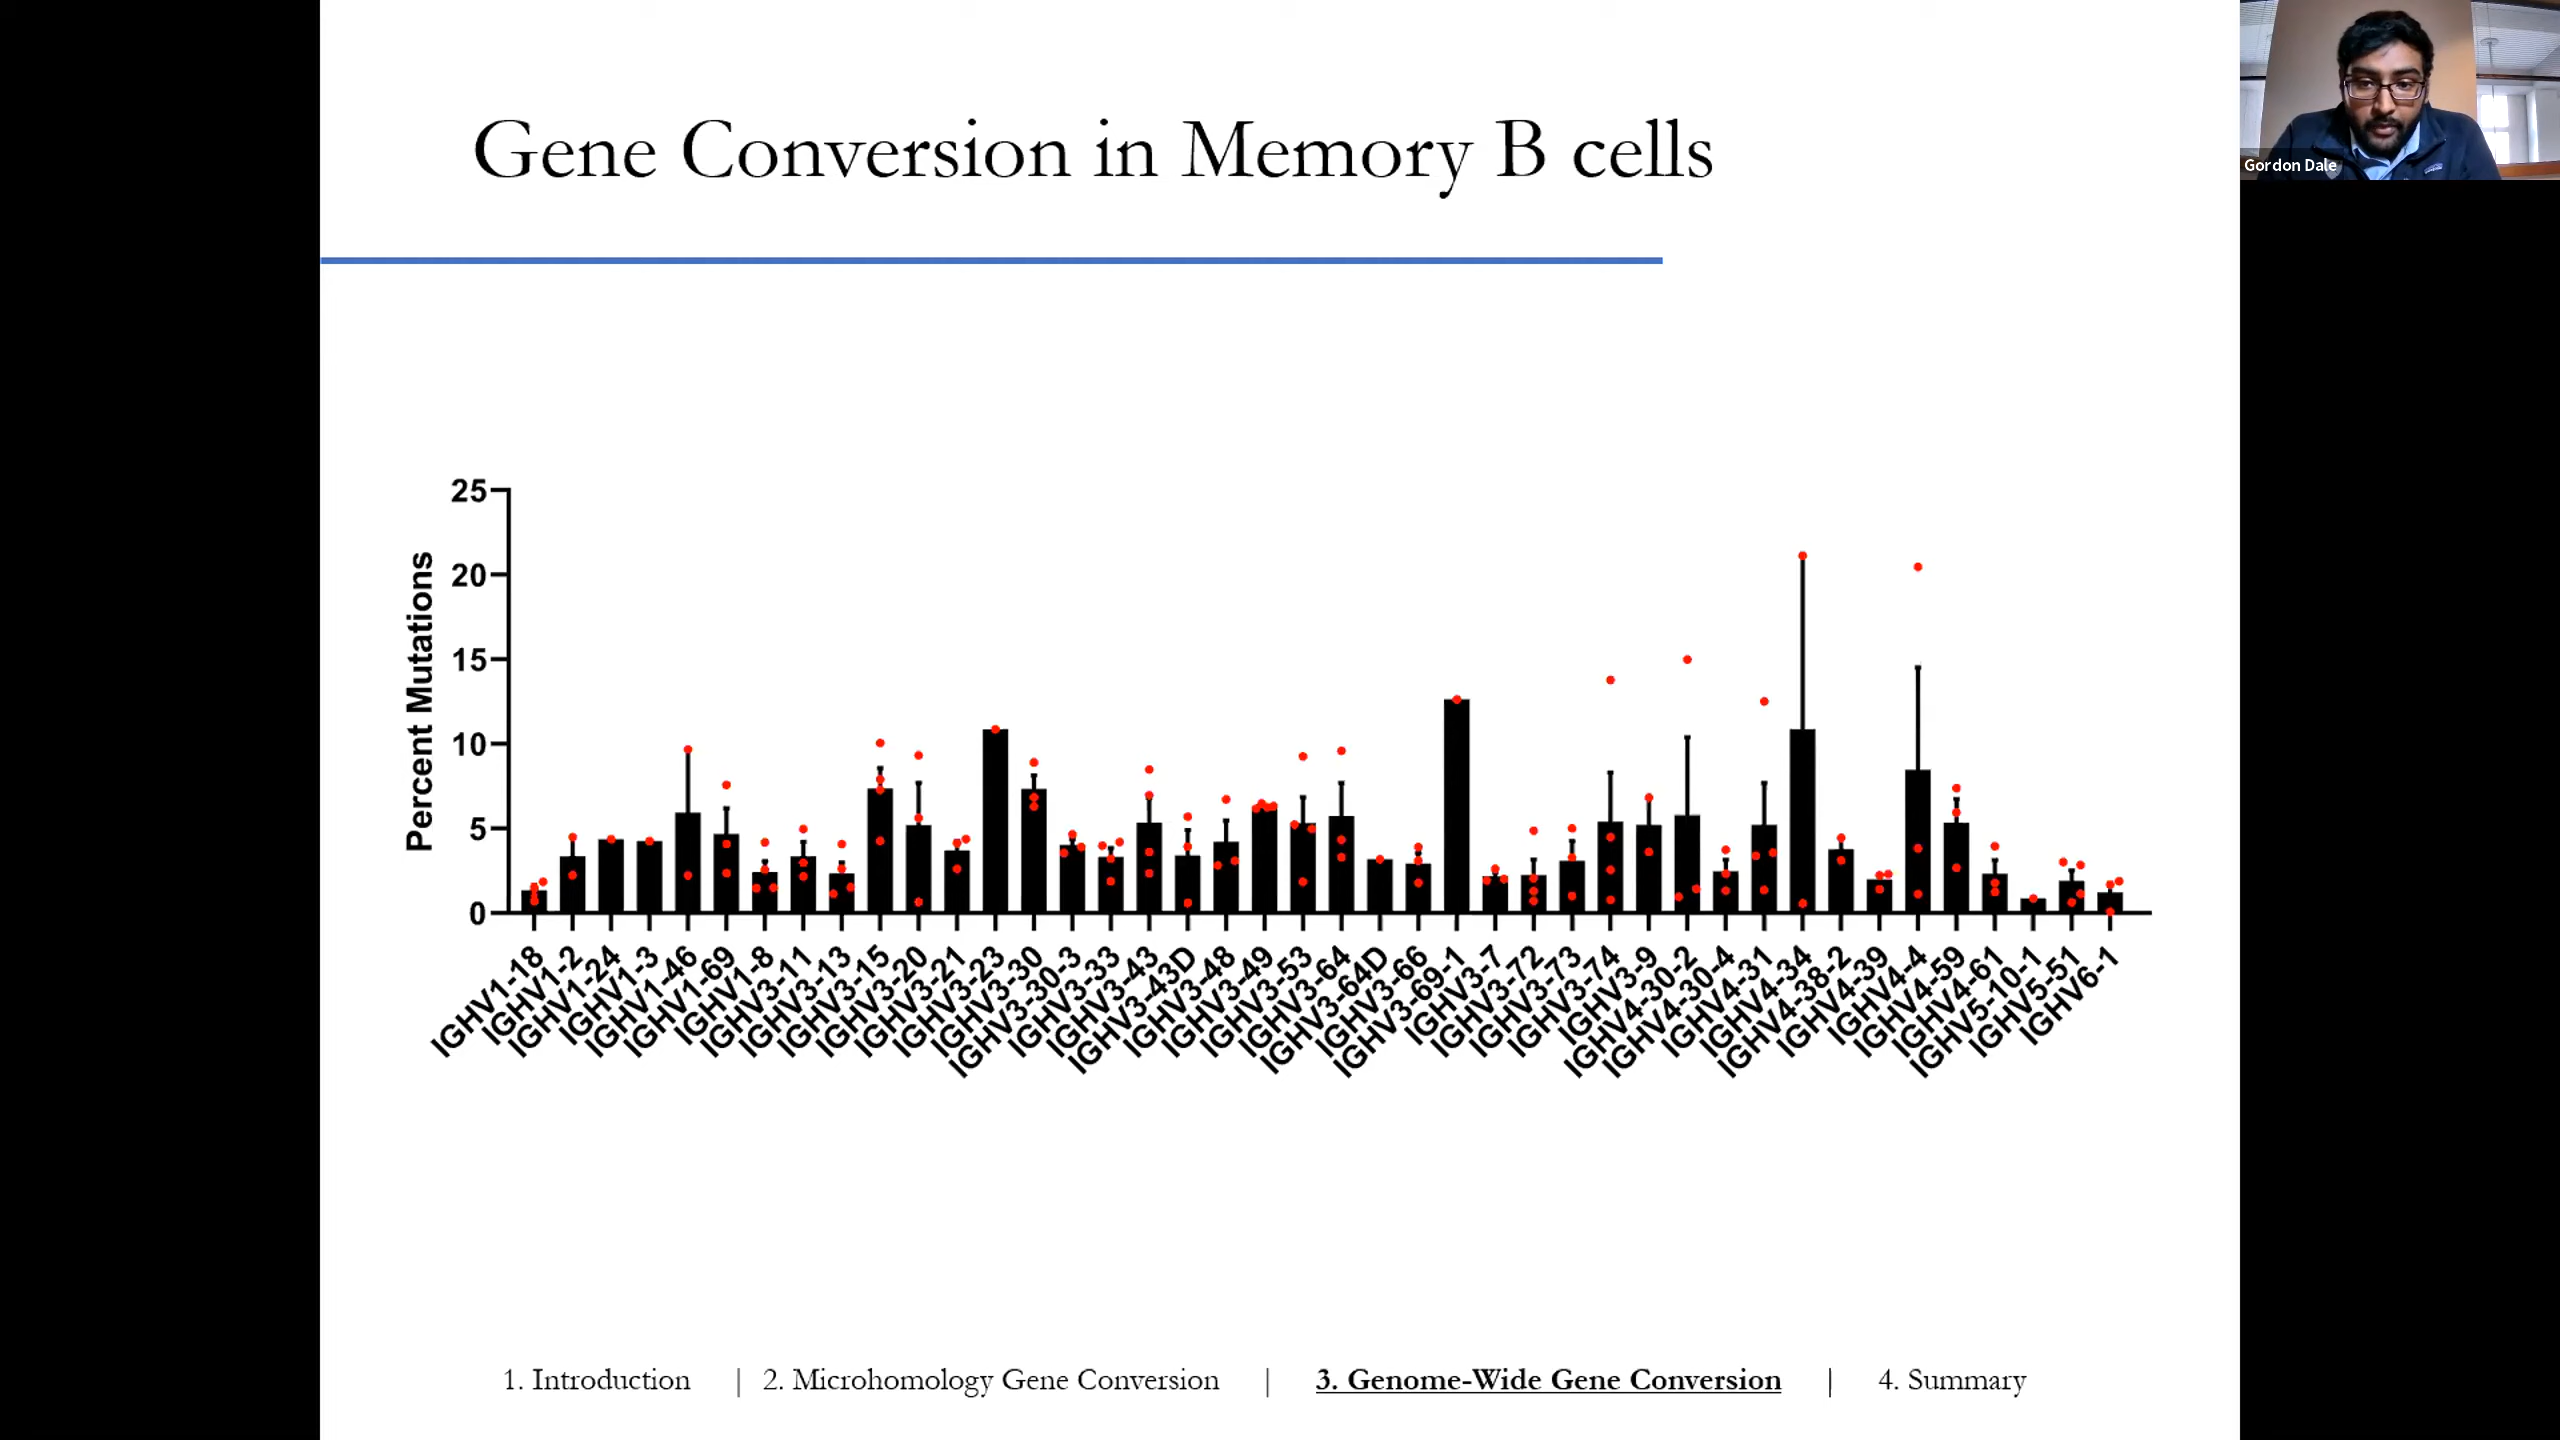 Gene Conversion in Memory B cells
Gordon Dale
Percent Mutations
25
20
15
10
5
0
IGHV1-18
IGHV1-2
IGHV1-24
IGHV1-3
IGHV1-46
IGHV1-69
IGHV1-8
IGHV3-11
IGHV3-13
IGHV3-15
IGHV3-20
IGHV3-21
IGHV3-23
IGHV3-30
IGHV3-30-3
IGHV3-33
IGHV3-43
IGHV3-43D
IGHV3-48
IGHV3-49
IGHV3-53
IGHV3-64
IGHV3-64D
IGHV3-66
IGHV3-69-1
IGHV3-7
IGHV3-72
IGHV3-73
IGHV3-74
IGHV3-9
IGHV4-30-2
IGHV4-30-4
IGHV4-31
IGHV4-34
IGHV4-38-2
IGHV4-39
IGHV4-4
IGHV4-59
IGHV4-61
IGHV5-10-1
IGHV5-51
IGHV6-1
1. Introduction | 2. Microhomology Gene Conversion | 3. Genome-Wide Gene Conversion | 4. Summary